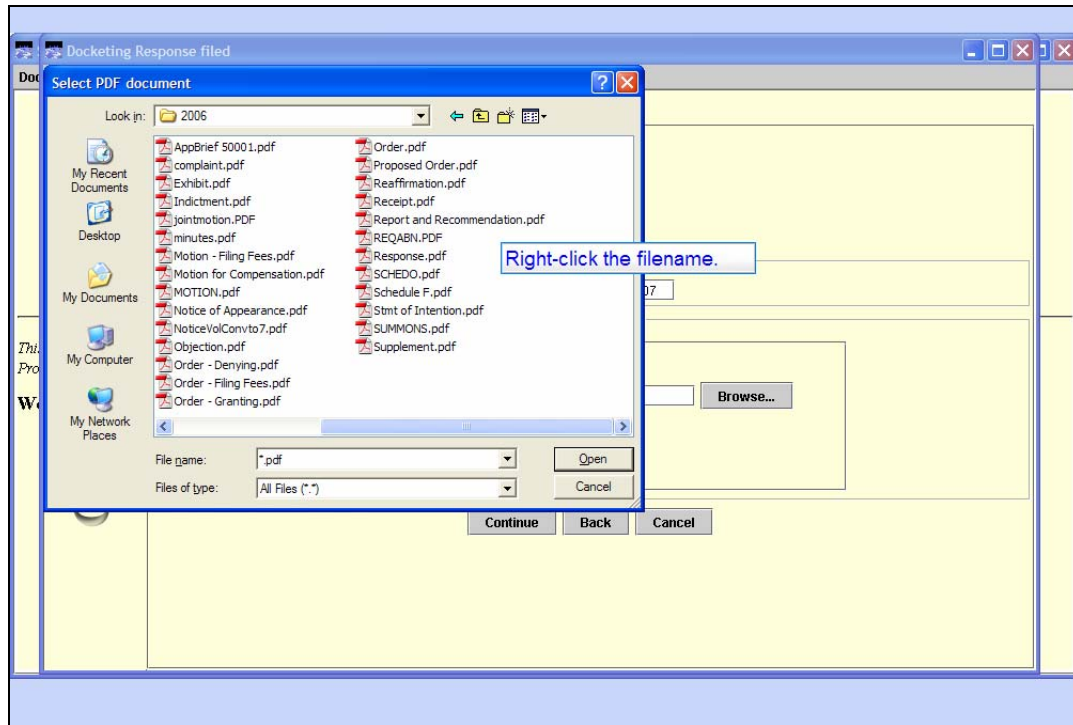 Docketing Response filed
Doc
Select PDF document
Look in:
2006
My Recent
Documents
Desktop
My Documents
My Computer
My Network
Places
AppBrief 50001.pdf
complaint.pdf
Exhibit.pdf
Indictment.pdf
jointmotion.PDF
minutes.pdf
Motion - Filing Fees.pdf
Motion for Compensation.pdf
MOTION.pdf
Notice of Appearance.pdf
NoticeVolConvto7.pdf
Objection.pdf
Order - Denying.pdf
Order - Filing Fees.pdf
Order - Granting.pdf
Order.pdf
Proposed Order.pdf
Reaffirmation.pdf
Receipt.pdf
Report and Recommendation.pdf
REQABN.PDF
Response.pdf
SCHEDO.pdf
Schedule F.pdf
Stmt of Intention.pdf
SUMMONS.pdf
Supplement.pdf
Right-click the filename.
File name:
*.pdf
Open
Files of type:
All Files (*.*)
Cancel
07
Thi
Pro
We
Browse...
Continue
Back
Cancel